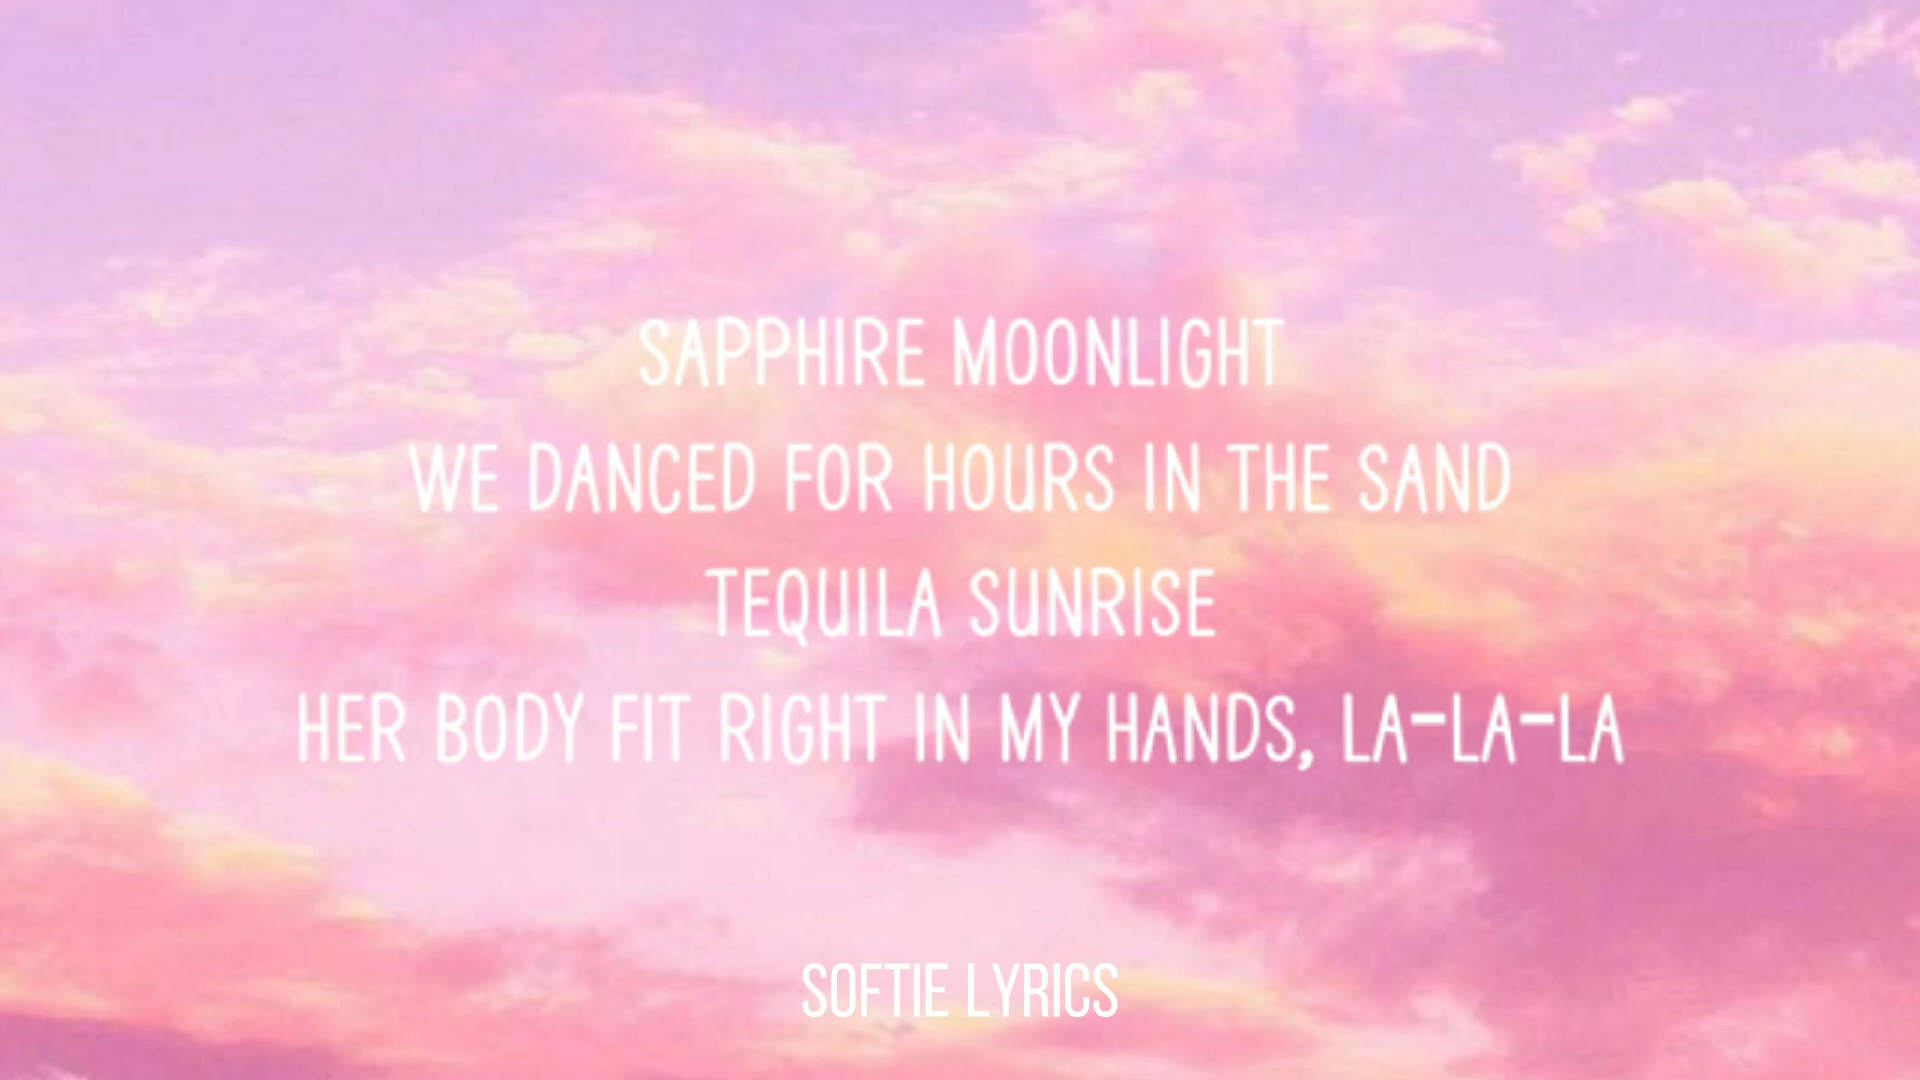 SAPPHIRE MOONLIGHT
WE DANCED FOR HOURS IN THE SAND
TEQUILA SUNRISE
HER BODY FIT RIGHT IN MY HANDS, LA-LA-LA
SOFTIE LYRICS